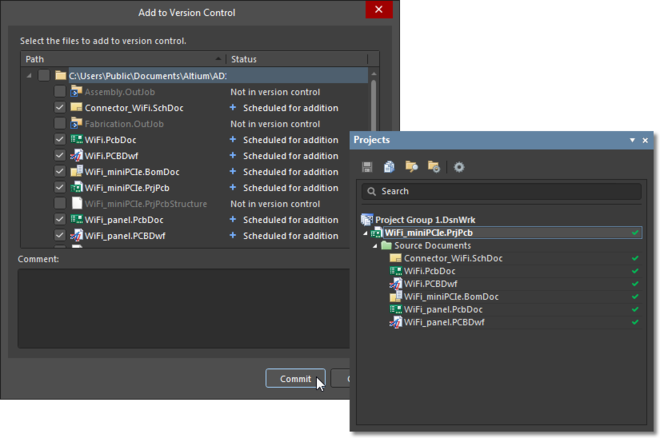 Add to Version Control
Select the files to add to version control.
Path Status
C:\Users\Public\Documents\Altium\AD
Assembly.OutJob Not in version control
Connector_WiFi.SchDoc + Scheduled for addition
Fabrication.OutJob Not in version control
WiFi.PcbDoc + Scheduled for addition
WiFi.PCBDwf + Scheduled for addition
WiFi_miniPCIe.BomDoc + Scheduled for addition
WiFi_miniPCIe.PrjPcb + Scheduled for addition
WiFi_miniPCIe.PrjPcbStructure Not in version control
WiFi_panel.PcbDoc + Scheduled for addition
WiFi_panel.PCBDwf + Scheduled for addition
Comment:
Commit
Projects
Search
Project Group 1.DsnWrk
WiFi_miniPCIe.PrjPcb
Source Documents
Connector_WiFi.SchDoc
WiFi.PcbDoc
WiFi.PCBDwf
WiFi_miniPCIe.BomDoc
WiFi_panel.PcbDoc
WiFi_panel.PCBDwf